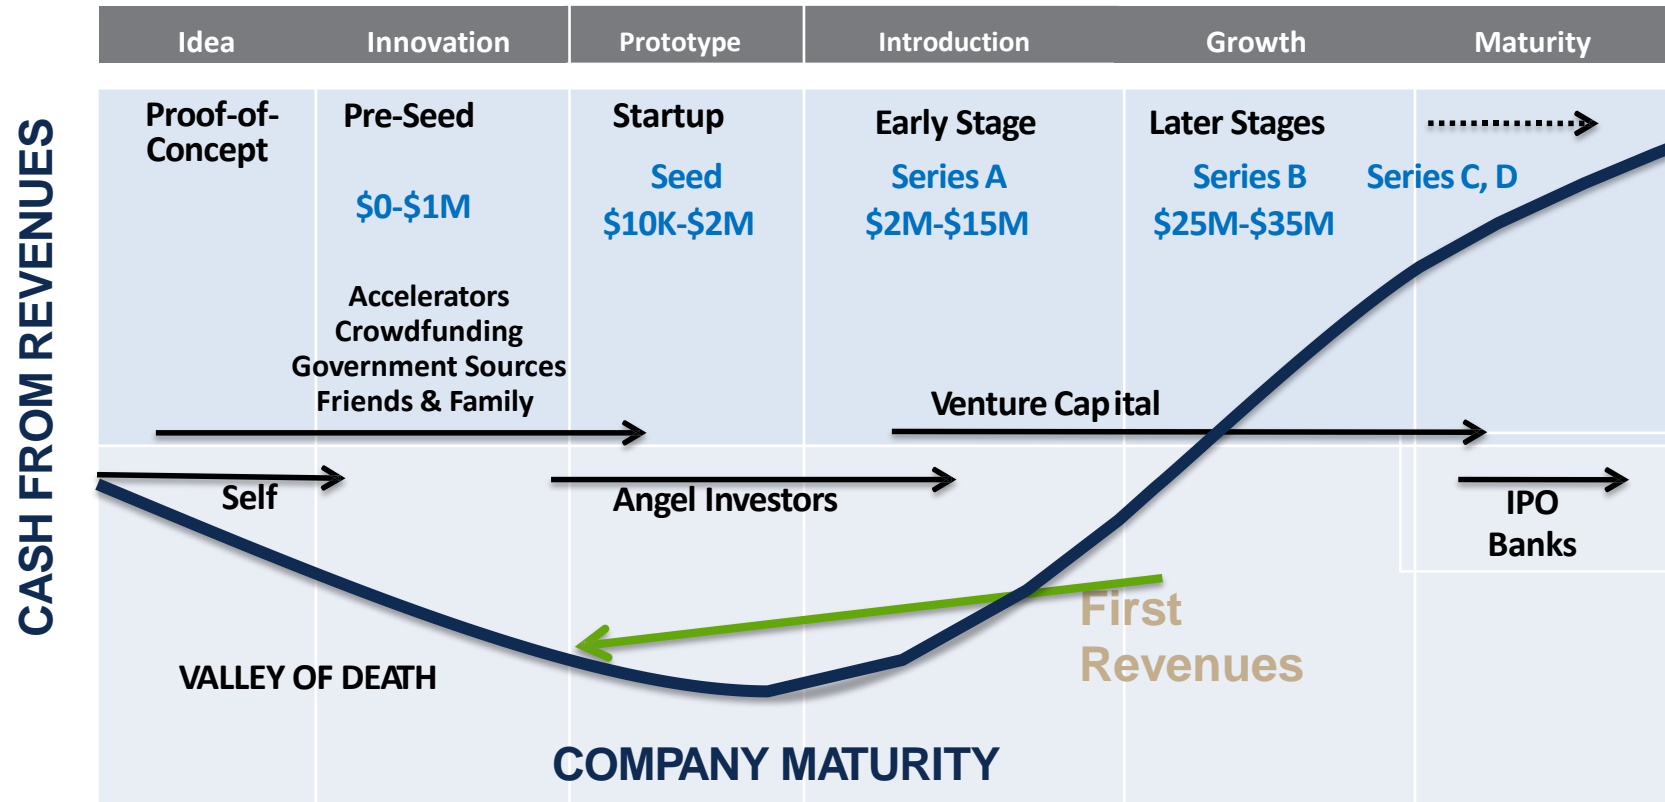 Idea
Innovation
Prototype
Introduction
Growth
Maturity
Proof-of-
Concept
Pre-Seed
$0-$1M
Startup
Seed
$10K-$2M
Early Stage
Series A
$2M-$15M
Later Stages
Series B
$25M-$35M
Series C, D
Accelerators
Crowdfunding
Government Sources
Friends & Family
Venture Capital
Self
Angel Investors
IPO
Banks
First
Revenues
VALLEY OF DEATH
COMPANY MATURITY
CASH FROM REVENUES